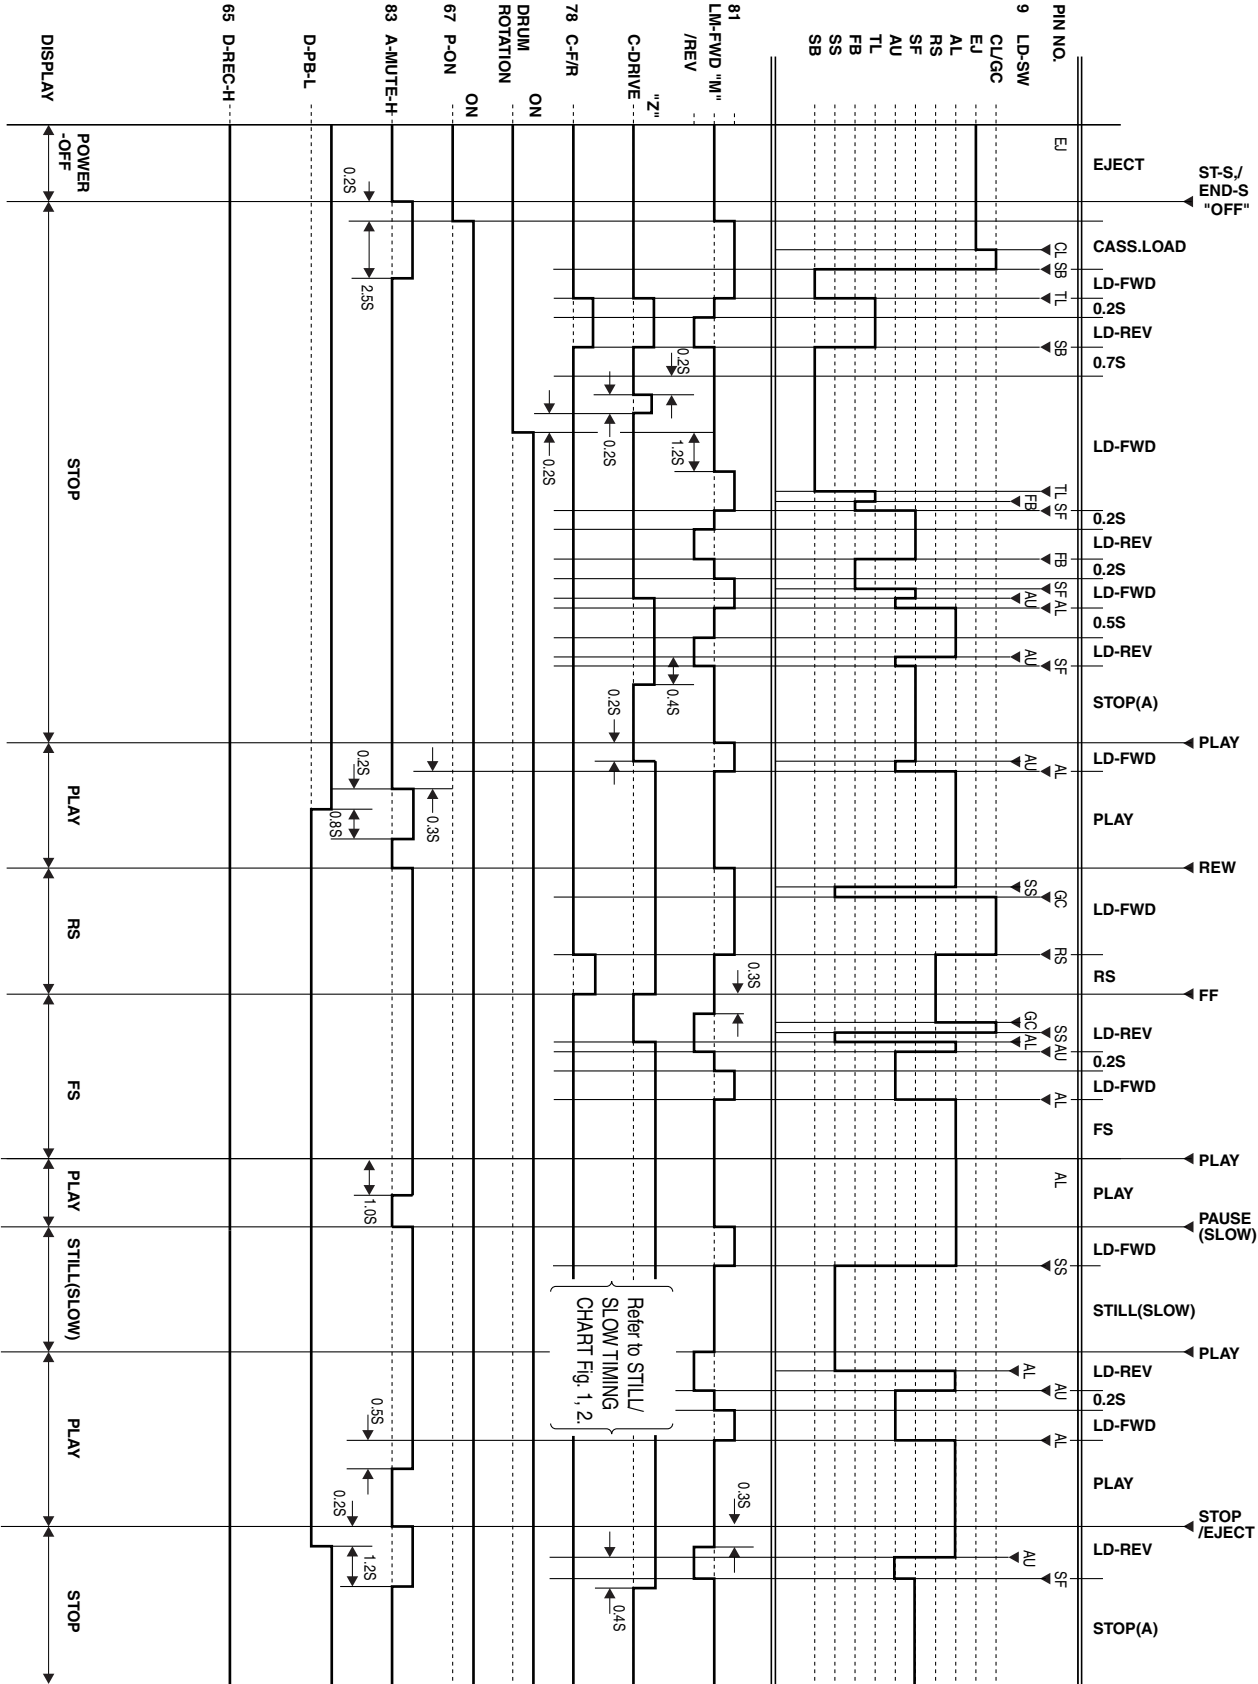 PIN NO.
9 LD-SW
CL/GC
EJ
AL
RS
SF
AU
TL
FB
SS
SB
81
LM-FWD "M"
/REV
"Z"
C-DRIVE
78 C-F/R
ON
DRUM
ROTATION
ON
67 P-ON
83 A-MUTE-H
D-PB-L
65 D-REC-H
DISPLAY
ST-S,/
END-S
"OFF"
PLAY
REW
FF
PLAY
PAUSE
(SLOW)
PLAY
STOP
/EJECT
EJECT
CASS.LOAD
LD-FWD
0.2S
LD-REV
0.7S
LD-FWD
0.2S
LD-REV
0.2S
LD-FWD
0.5S
LD-REV
STOP(A)
LD-FWD
PLAY
LD-FWD
RS
LD-REV
0.2S
LD-FWD
FS
PLAY
LD-FWD
STILL(SLOW)
LD-REV
0.2S
LD-FWD
PLAY
LD-REV
STOP(A)
EJ
CL
SB
TL
SB
TL
FB
SF
FB
SF
AU
AL
AU
SF
AU
AL
SS
GC
RS
GC
SS
AL
AU
AL
AL
SS
AL
AU
AL
AU
SF
0.2S
1.2S
0.4S
0.3S
0.3S
0.2S
0.2S
0.4S
0.2S
Refer to STILL/
SLOW TIMING
CHART Fig. 1, 2.
0.2S
2.5S
0.3S
0.2S
0.8S
1.0S
0.5S
0.2S
1.2S
POWER
-OFF
STOP
PLAY
RS
FS
PLAY
STILL(SLOW)
PLAY
STOP